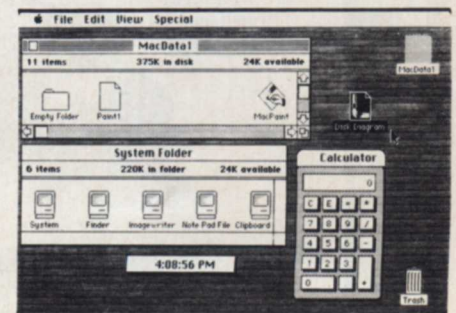 File Edit View Special
MacData1
11 items 375K in disk 24K available
Empty Folder Paint1 MacPaint
MacData1
System Folder
6 items 220K in folder 24K available
System Finder Imagewriter Note Pad File Clipboard
4:08:56 PM
Calculator
0
C E = *
7 8 9 /
4 5 6 -
1 2 3
0 . +
Trash